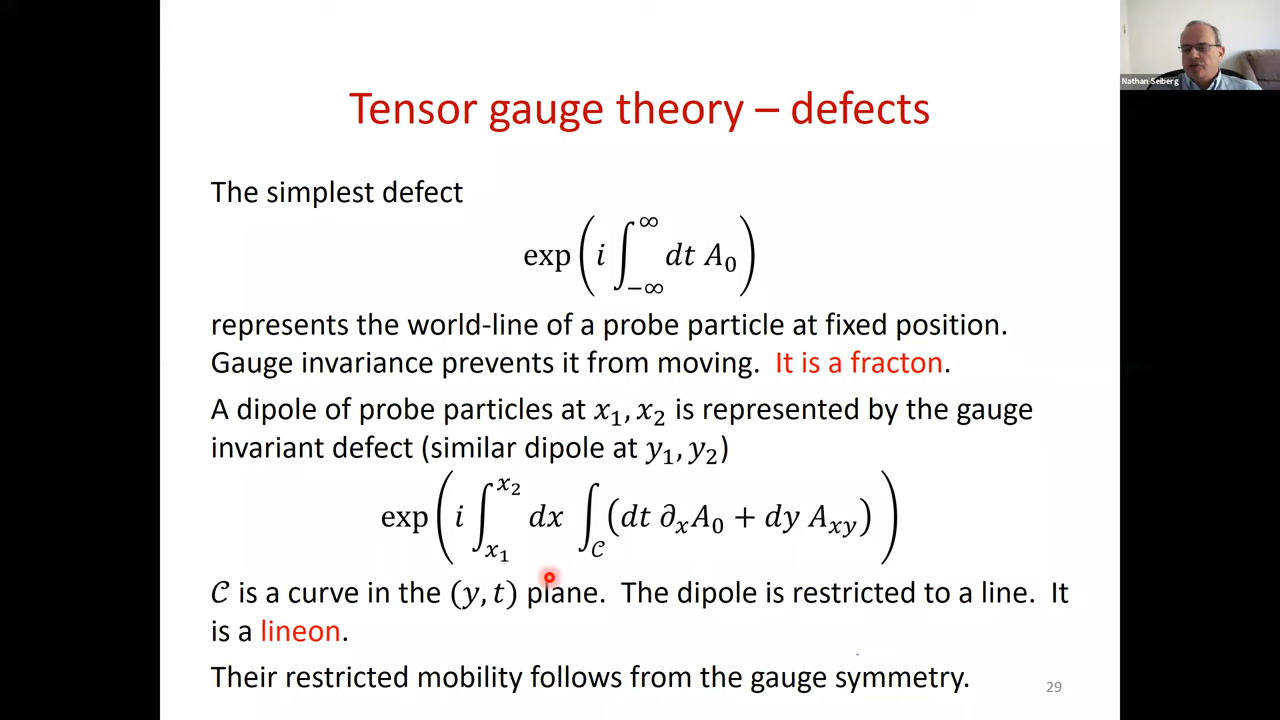 Nathan Seiberg
Tensor gauge theory – defects
The simplest defect
exp(i ∫_{−∞}^{∞} dt A₀)
represents the world-line of a probe particle at fixed position.
Gauge invariance prevents it from moving. It is a fracton.
A dipole of probe particles at x₁, x₂ is represented by the gauge
invariant defect (similar dipole at y₁, y₂)
exp(i ∫_{x₁}^{x₂} dx ∫_𝒞 (dt ∂ₓA₀ + dy A_{xy}))
𝒞 is a curve in the (y, t) plane. The dipole is restricted to a line. It
is a lineon.
Their restricted mobility follows from the gauge symmetry.
29